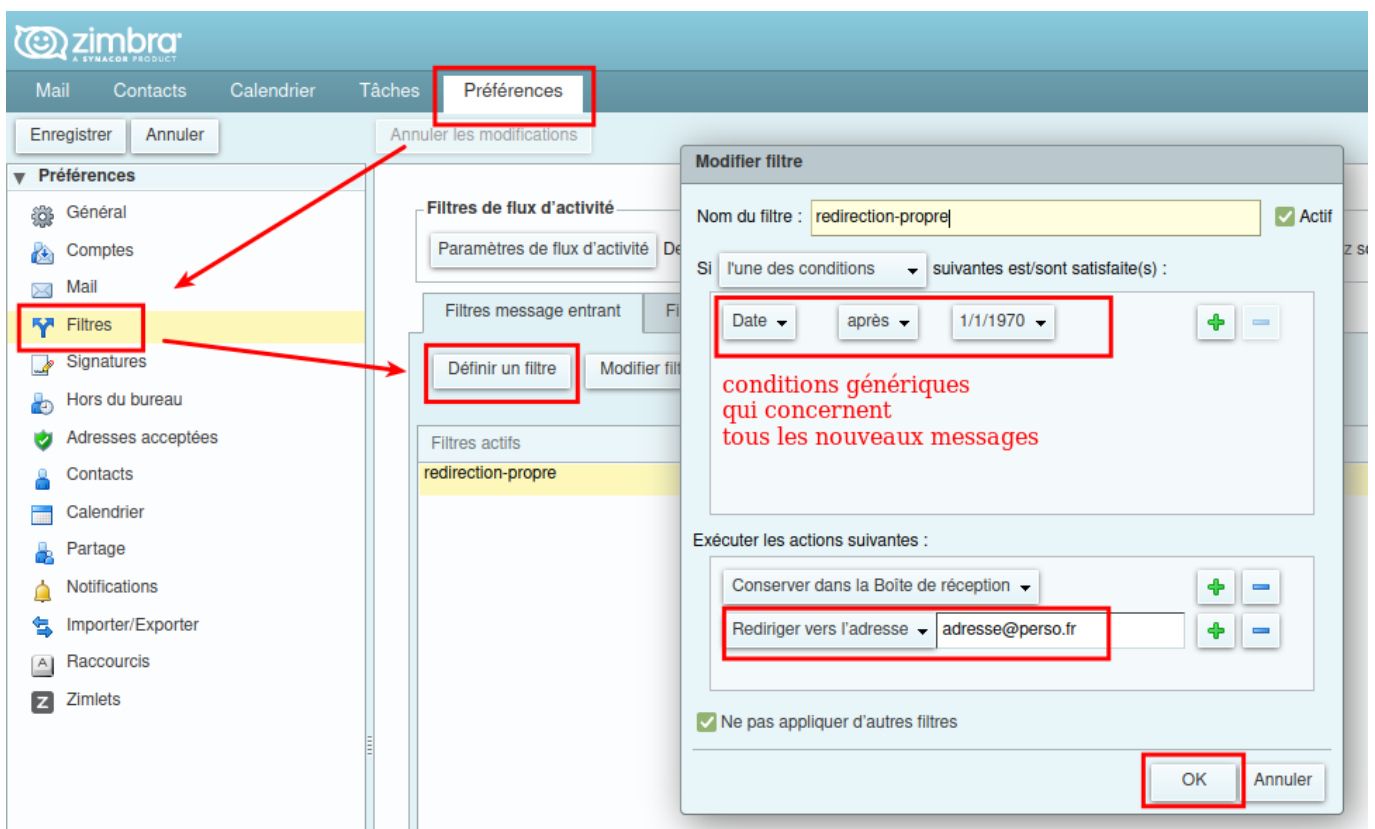 zimbra
A SYNACOR PRODUCT
Mail Contacts Calendrier Tâches Préférences
Enregistrer Annuler Annuler les modifications
Préférences
Général
Comptes
Mail
Filtres
Signatures
Hors du bureau
Adresses acceptées
Contacts
Calendrier
Partage
Notifications
Importer/Exporter
Raccourcis
Zimlets
Filtres de flux d'activité
Paramètres de flux d'activité
Filtres message entrant
Définir un filtre
Filtres actifs
redirection-propre
Modifier filtre
Nom du filtre : redirection-propre Actif
Si l'une des conditions suivantes est/sont satisfaite(s) :
Date après 1/1/1970
conditions génériques
qui concernent
tous les nouveaux messages
Exécuter les actions suivantes :
Conserver dans la Boîte de réception
Rediriger vers l'adresse adresse@perso.fr
Ne pas appliquer d'autres filtres
OK Annuler